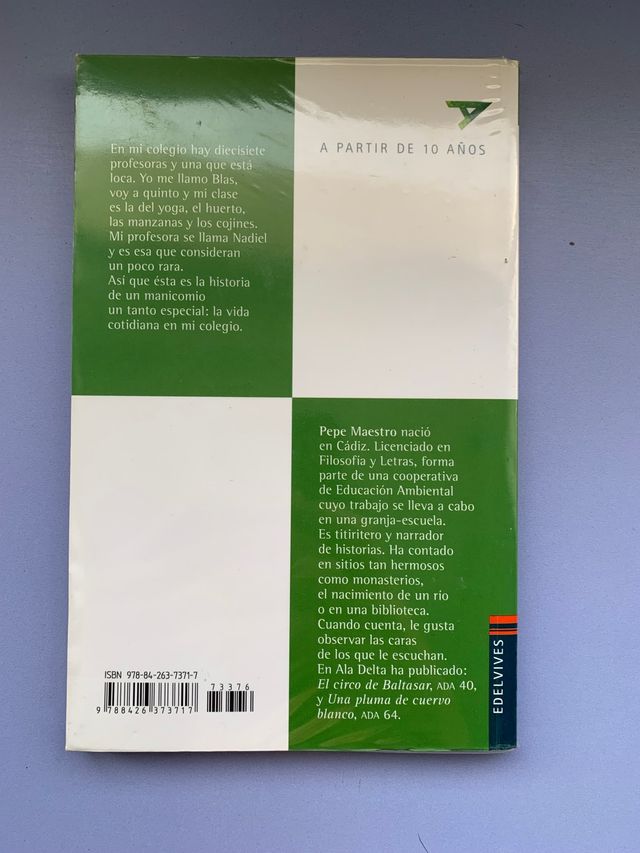 En mi colegio hay diecisiete
profesoras y una que está
loca. Yo me llamo Blas,
voy a quinto y mi clase
es la del yoga, el huerto,
las manzanas y los cojines.
Mi profesora se llama Nadiel
y es esa que consideran
un poco rara.
Así que ésta es la historia
de un manicomio
un tanto especial: la vida
cotidiana en mi colegio.
A PARTIR DE 10 AÑOS
Pepe Maestro nació
en Cádiz. Licenciado en
Filosofía y Letras, forma
parte de una cooperativa
de Educación Ambiental
cuyo trabajo se lleva a cabo
en una granja-escuela.
Es titiritero y narrador
de historias. Ha contado
en sitios tan hermosos
como monasterios,
el nacimiento de un río
o en una biblioteca.
Cuando cuenta, le gusta
observar las caras
de los que le escuchan.
En Ala Delta ha publicado:
El circo de Baltasar, ADA 40,
y Una pluma de cuervo
blanco, ADA 64.
ISBN 978-84-263-7371-7
73376
9 788426 373717
EDELVIVES